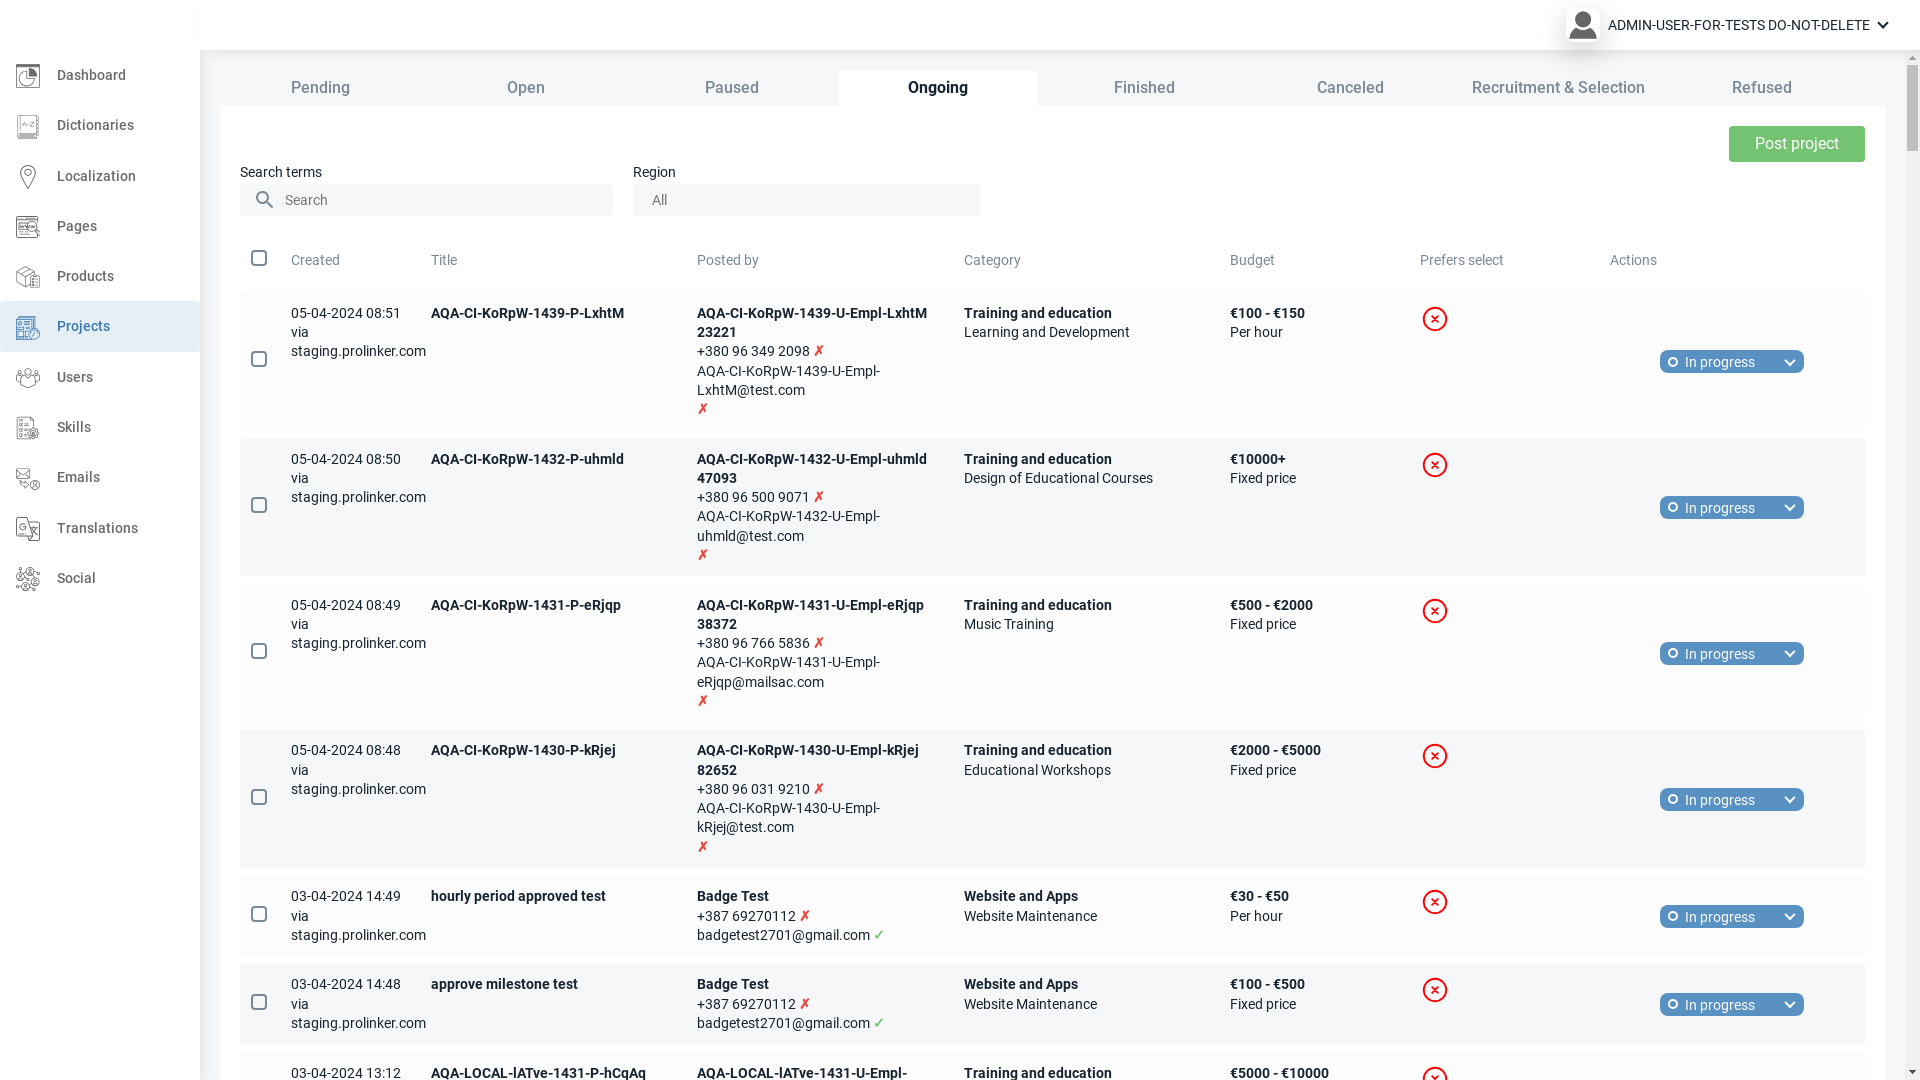 ADMIN-USER-FOR-TESTS DO-NOT-DELETE
Dashboard
Dictionaries
Localization
Pages
Products
Projects
Users
Skills
Emails
Translations
Social
Pending Open Paused Ongoing Finished Canceled Recruitment & Selection Refused
Post project
Search terms Region
Search All
Created Title Posted by Category Budget Prefers select Actions
05-04-2024 08:51 AQA-CI-KoRpW-1439-P-LxhtM AQA-CI-KoRpW-1439-U-Empl-LxhtM Training and education €100 - €150
via 23221 Learning and Development Per hour
staging.prolinker.com +380 96 349 2098 ✗
In progress
AQA-CI-KoRpW-1439-U-Empl-
LxhtM@test.com
✗
05-04-2024 08:50 AQA-CI-KoRpW-1432-P-uhmld AQA-CI-KoRpW-1432-U-Empl-uhmld Training and education €10000+
via 47093 Design of Educational Courses Fixed price
staging.prolinker.com +380 96 500 9071 ✗
In progress
AQA-CI-KoRpW-1432-U-Empl-
uhmld@test.com
✗
05-04-2024 08:49 AQA-CI-KoRpW-1431-P-eRjqp AQA-CI-KoRpW-1431-U-Empl-eRjqp Training and education €500 - €2000
via 38372 Music Training Fixed price
staging.prolinker.com +380 96 766 5836 ✗
In progress
AQA-CI-KoRpW-1431-U-Empl-
eRjqp@mailsac.com
✗
05-04-2024 08:48 AQA-CI-KoRpW-1430-P-kRjej AQA-CI-KoRpW-1430-U-Empl-kRjej Training and education €2000 - €5000
via 82652 Educational Workshops Fixed price
staging.prolinker.com +380 96 031 9210 ✗
In progress
AQA-CI-KoRpW-1430-U-Empl-
kRjej@test.com
✗
03-04-2024 14:49 hourly period approved test Badge Test Website and Apps €30 - €50
via +387 69270112 ✗ Website Maintenance Per hour In progress
staging.prolinker.com badgetest2701@gmail.com ✓
03-04-2024 14:48 approve milestone test Badge Test Website and Apps €100 - €500
via +387 69270112 ✗ Website Maintenance Fixed price In progress
staging.prolinker.com badgetest2701@gmail.com ✓
03-04-2024 13:12 AQA-LOCAL-lATve-1431-P-hCqAq AQA-LOCAL-lATve-1431-U-Empl- Training and education €5000 - €10000